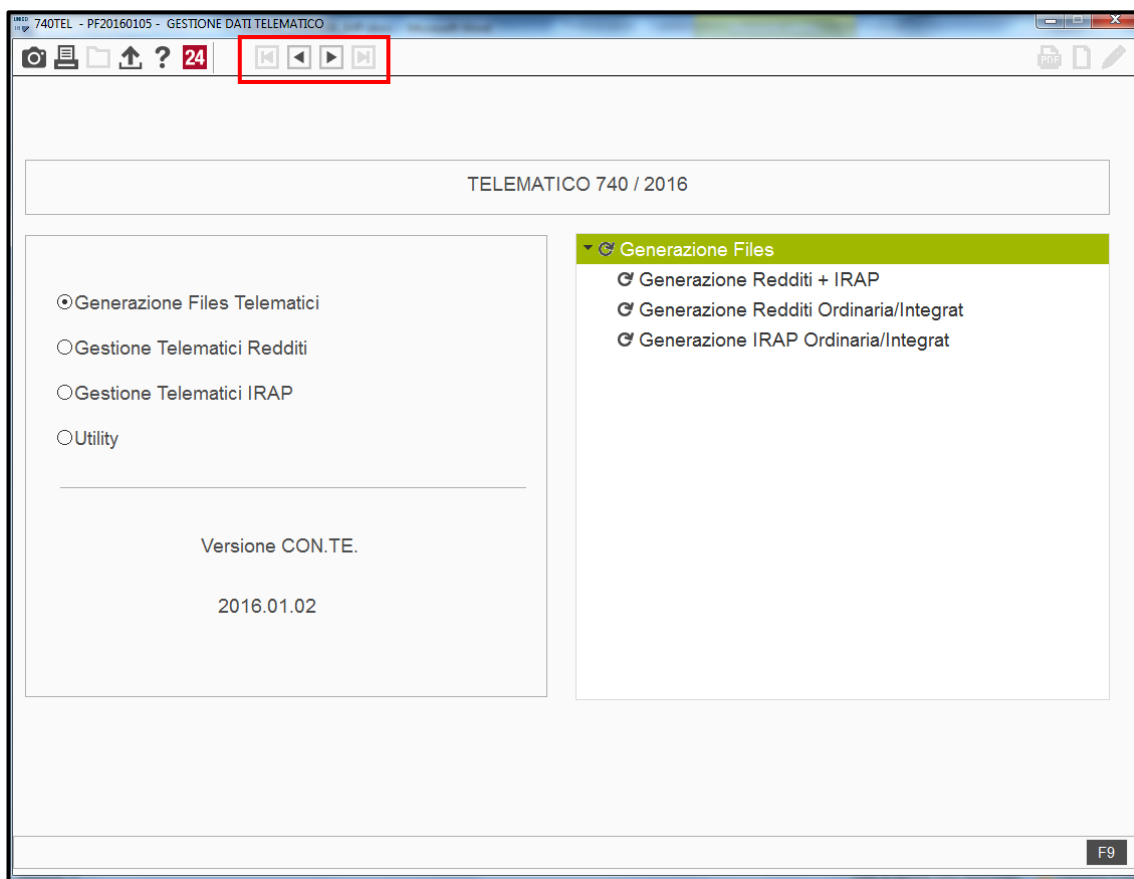 740TEL - PF20160105 - GESTIONE DATI TELEMATICO
? 24
PDF
TELEMATICO 740 / 2016
Generazione Files
Generazione Redditi + IRAP
Generazione Redditi Ordinaria/Integrat
Generazione IRAP Ordinaria/Integrat
Generazione Files Telematici
Gestione Telematici Redditi
Gestione Telematici IRAP
Utility
Versione CON.TE.
2016.01.02
F9